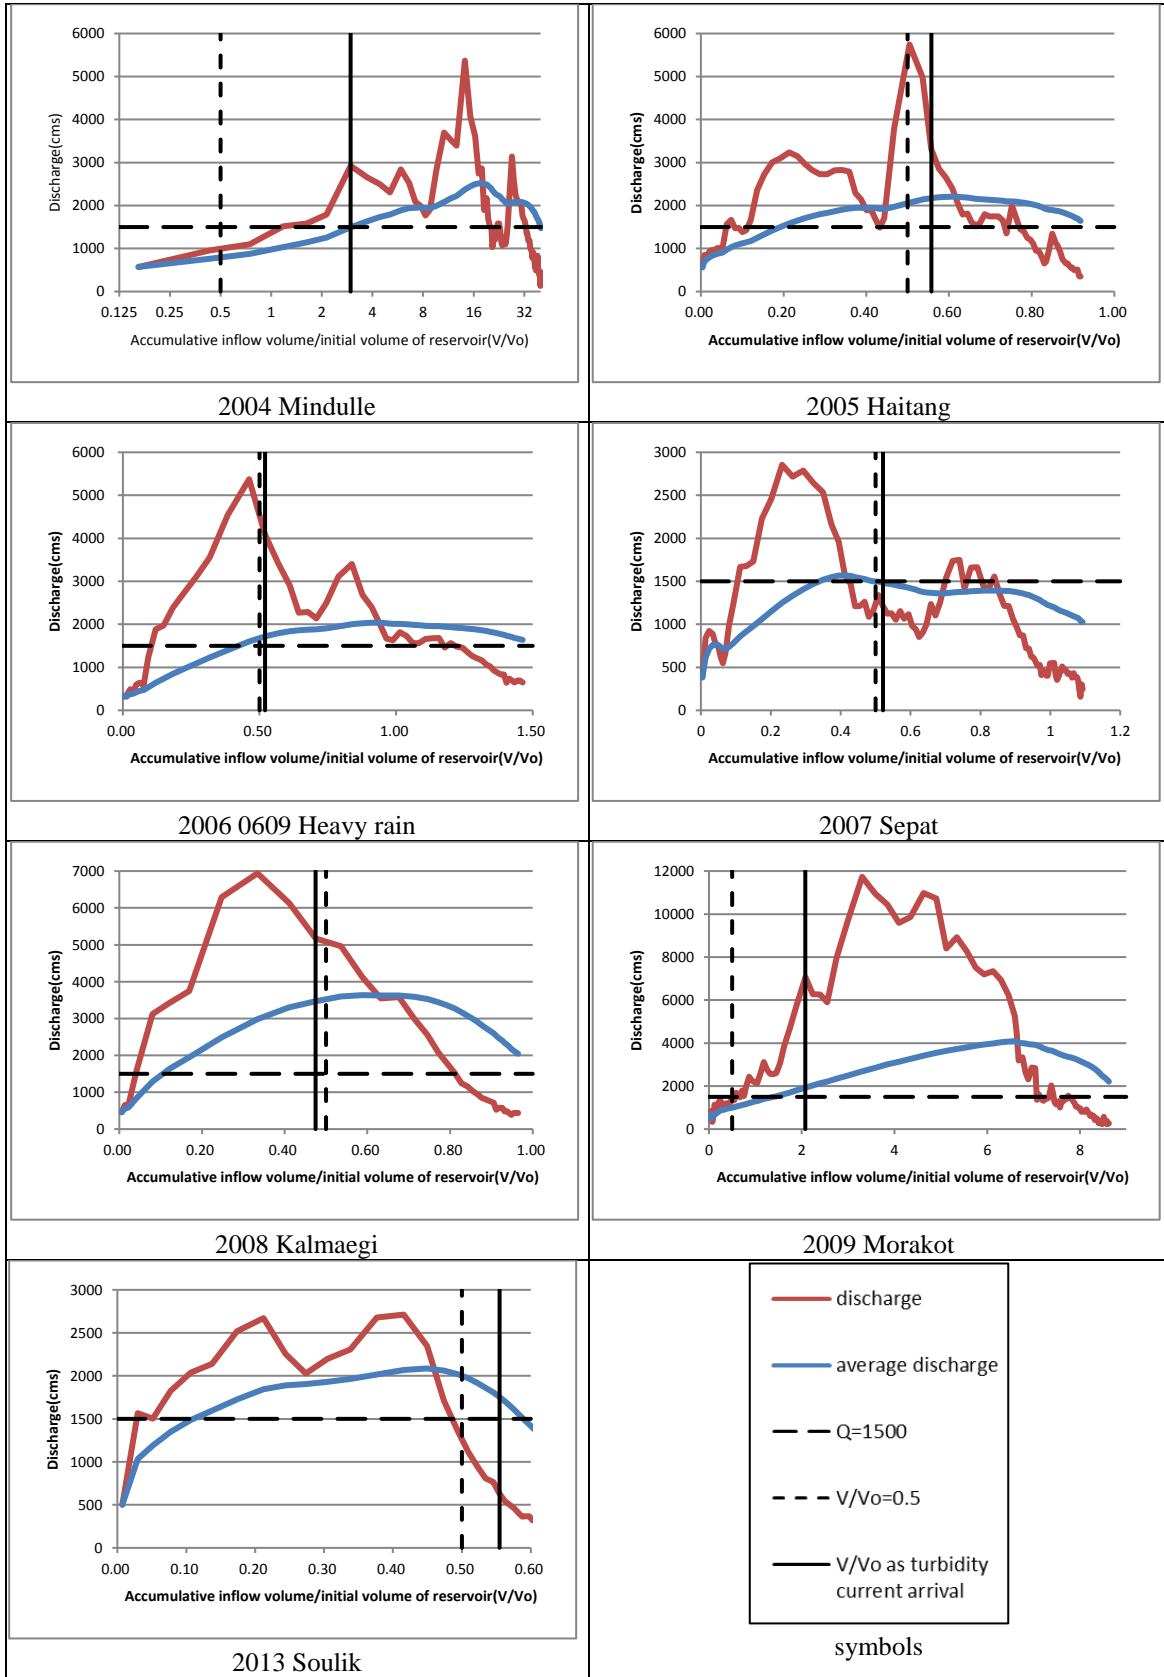 6000
5000
4000
3000
2000
1000
0
Discharge(cms)
0.125 0.25 0.5 1 2 4 8 16 32
Accumulative inflow volume/initial volume of reservoir(V/Vo)
2004 Mindulle
6000
5000
4000
3000
2000
1000
0
Discharge(cms)
0.00 0.20 0.40 0.60 0.80 1.00
Accumulative inflow volume/initial volume of reservoir(V/Vo)
2005 Haitang
6000
5000
4000
3000
2000
1000
0
Discharge(cms)
0.00 0.50 1.00 1.50
Accumulative inflow volume/initial volume of reservoir(V/Vo)
2006 0609 Heavy rain
3000
2500
2000
1500
1000
500
0
Discharge(cms)
0 0.2 0.4 0.6 0.8 1 1.2
Accumulative inflow volume/initial volume of reservoir(V/Vo)
2007 Sepat
7000
6000
5000
4000
3000
2000
1000
0
Discharge(cms)
0.00 0.20 0.40 0.60 0.80 1.00
Accumulative inflow volume/initial volume of reservoir(V/Vo)
2008 Kalmaegi
12000
10000
8000
6000
4000
2000
0
Discharge(cms)
0 2 4 6 8
Accumulative inflow volume/initial volume of reservoir(V/Vo)
2009 Morakot
3000
2500
2000
1500
1000
500
0
Discharge(cms)
0.00 0.10 0.20 0.30 0.40 0.50 0.60
Accumulative inflow volume/initial volume of reservoir(V/Vo)
2013 Soulik
discharge
average discharge
Q=1500
V/Vo=0.5
V/Vo as turbidity
current arrival
symbols